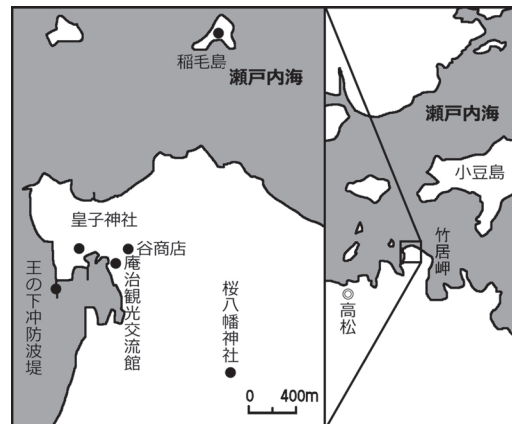 稲毛島
瀬戸内海
皇子神社
谷商店
庵治観光交流館
王の下沖防波堤
桜八幡神社
0 400m
瀬戸内海
小豆島
竹居岬
高松